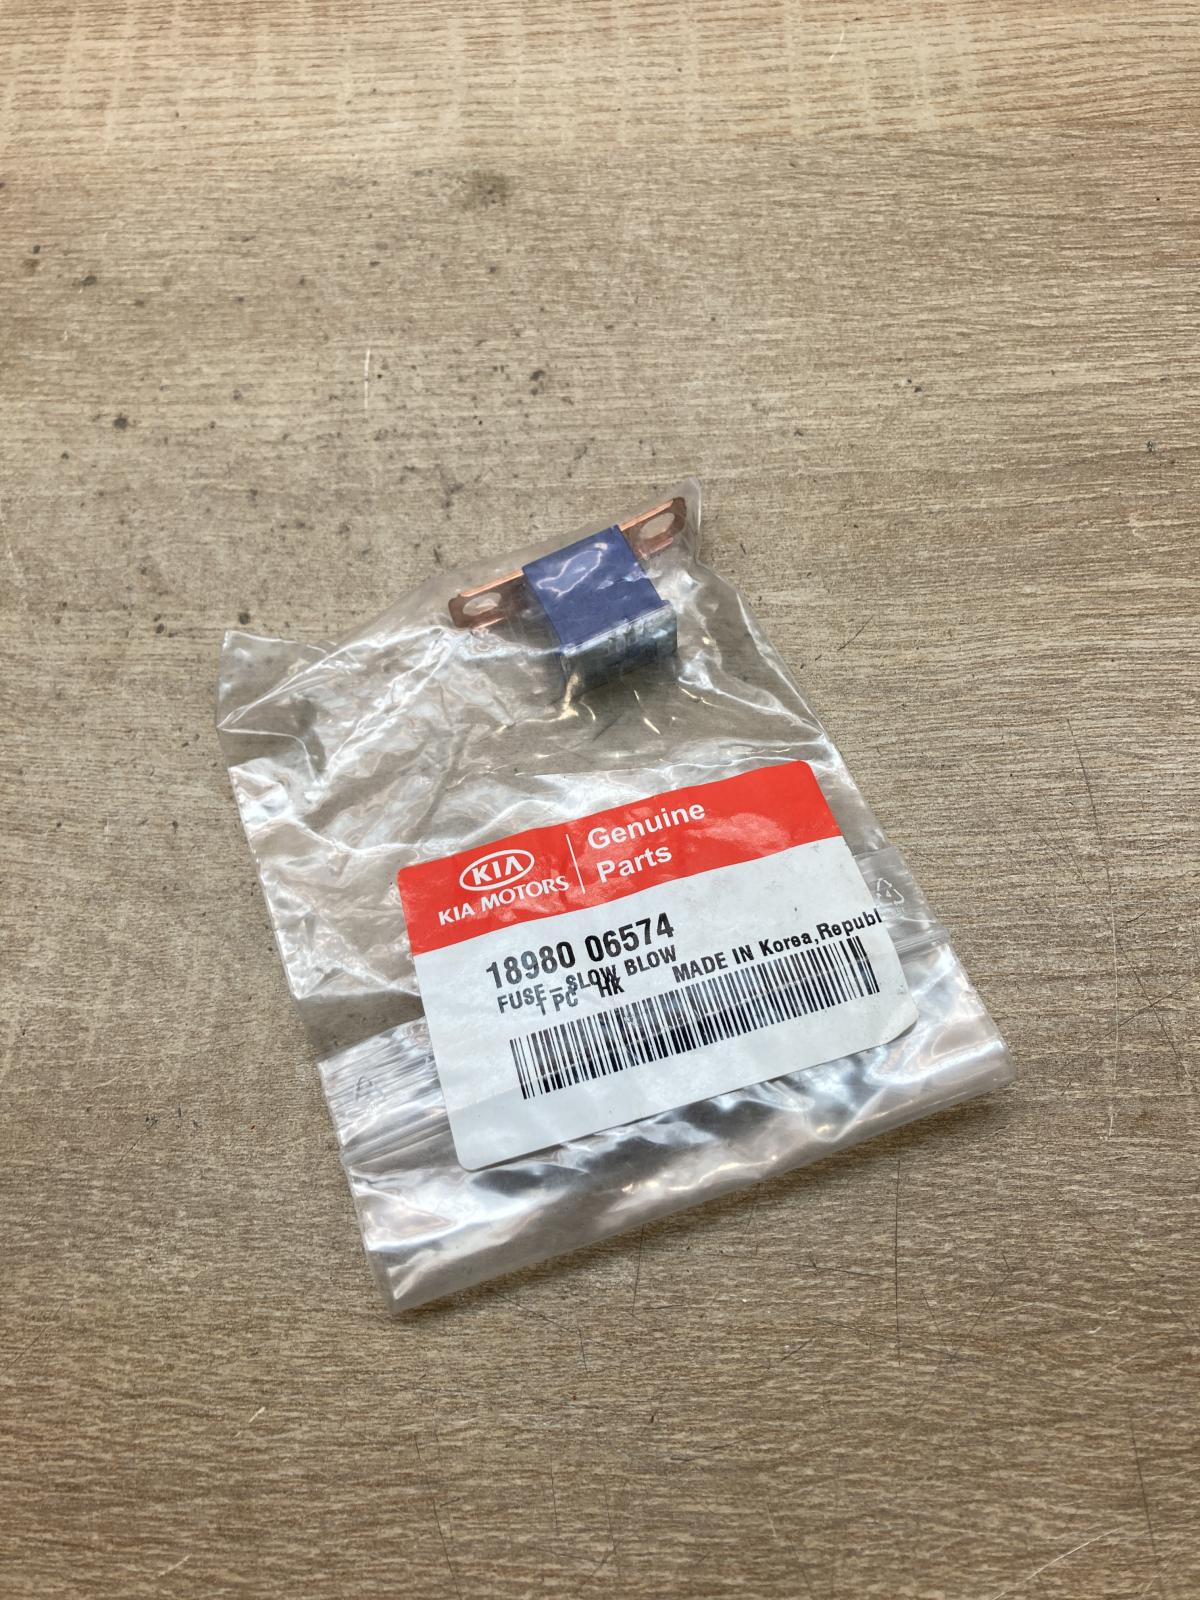 KIA
KIA MOTORS
Genuine
Parts
18980 06574
FUSE-SLOW BLOW
1 PC HK MADE IN Korea,Republ